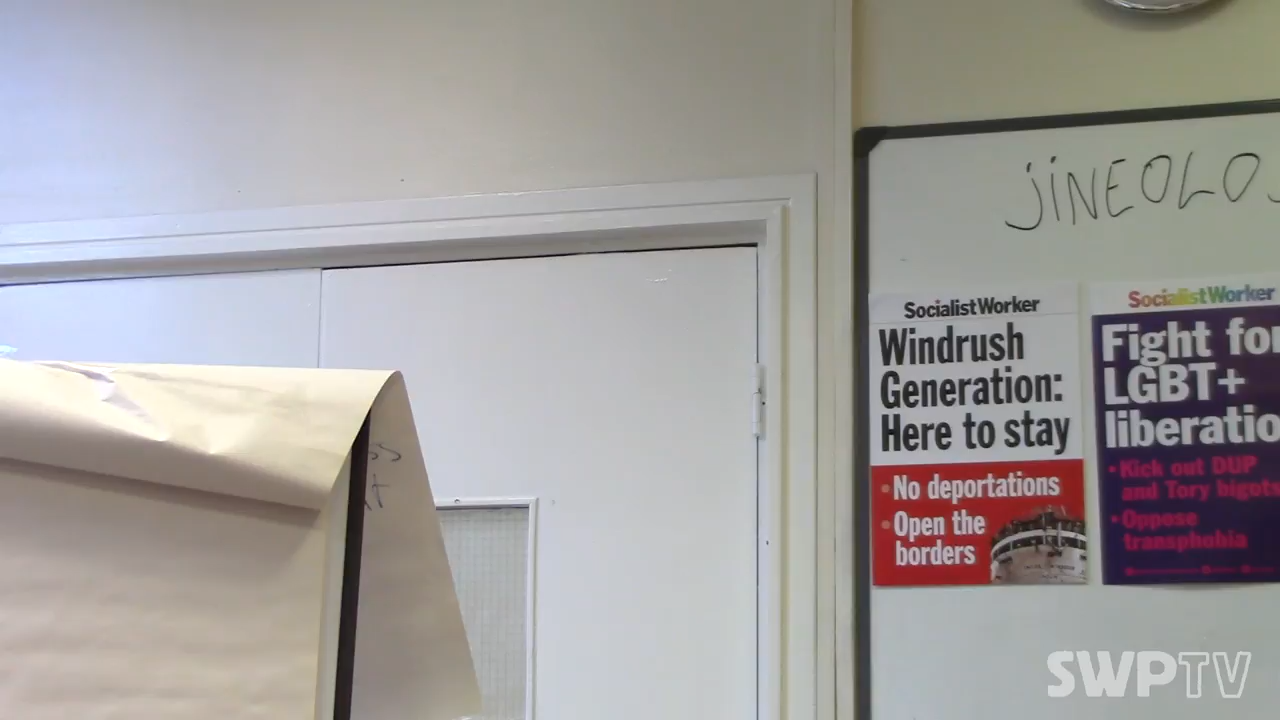 JINEOLO
SocialistWorker
Windrush
Generation:
Here to stay
• No deportations
• Open the
borders
SocialistWorker
Fight for
LGBT+
liberatio
• Kick out DUP
and Tory bigots
• Oppose
transphobia
SWPTV